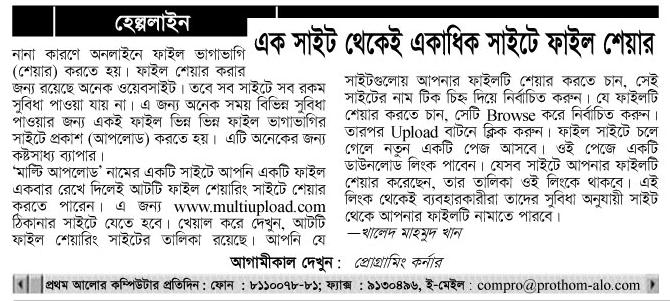 হেল্পলাইন
এক সাইট থেকেই একাধিক সাইটে ফাইল শেয়ার
নানা কারণে অনলাইনে ফাইল ভাগাভাগি
(শেয়ার) করতে হয়। ফাইল শেয়ার করার
জন্য রয়েছে অনেক ওয়েবসাইট। তবে সব সাইটে সব রকম
সুবিধা পাওয়া যায় না। এ জন্য অনেক সময় বিভিন্ন সুবিধা
পাওয়ার জন্য একই ফাইল ভিন্ন ভিন্ন ফাইল ভাগাভাগির
সাইটে প্রকাশ (আপলোড) করতে হয়। এটি অনেকের জন্য
কষ্টসাধ্য ব্যাপার।
‘মাল্টি আপলোড’ নামের একটি সাইটে আপনি একটি ফাইল
একবার রেখে দিলেই আটটি ফাইল শেয়ারিং সাইটে শেয়ার
করতে পারেন। এ জন্য www.multiupload.com
ঠিকানার সাইটে যেতে হবে। খেয়াল করে দেখুন, আটটি
ফাইল শেয়ারিং সাইটের তালিকা রয়েছে। আপনি যে
সাইটগুলোয় আপনার ফাইলটি শেয়ার করতে চান, সেই
সাইটের নাম টিক চিহ্ন দিয়ে নির্বাচিত করুন। যে ফাইলটি
শেয়ার করতে চান, সেটি Browse করে নির্বাচিত করুন।
তারপর Upload বাটনে ক্লিক করুন। ফাইল সাইটে চলে
গেলে নতুন একটি পেজ আসবে। ওই পেজে একটি
ডাউনলোড লিংক পাবেন। যেসব সাইটে আপনার ফাইলটি
শেয়ার করেছেন, তার তালিকা ওই লিংকে থাকবে। এই
লিংক থেকেই ব্যবহারকারীরা তাদের সুবিধা অনুযায়ী সাইট
থেকে আপনার ফাইলটি নামাতে পারবে।
—খালেদ মাহমুদ খান
আগামীকাল দেখুন : প্রোগ্রামিং কর্নার
প্রথম আলোর কম্পিউটার প্রতিদিন : ফোন : ৮১১০০৭৮-৮১; ফ্যাক্স : ৯১৩০৪৯৬, ই-মেইল : compro@prothom-alo.com